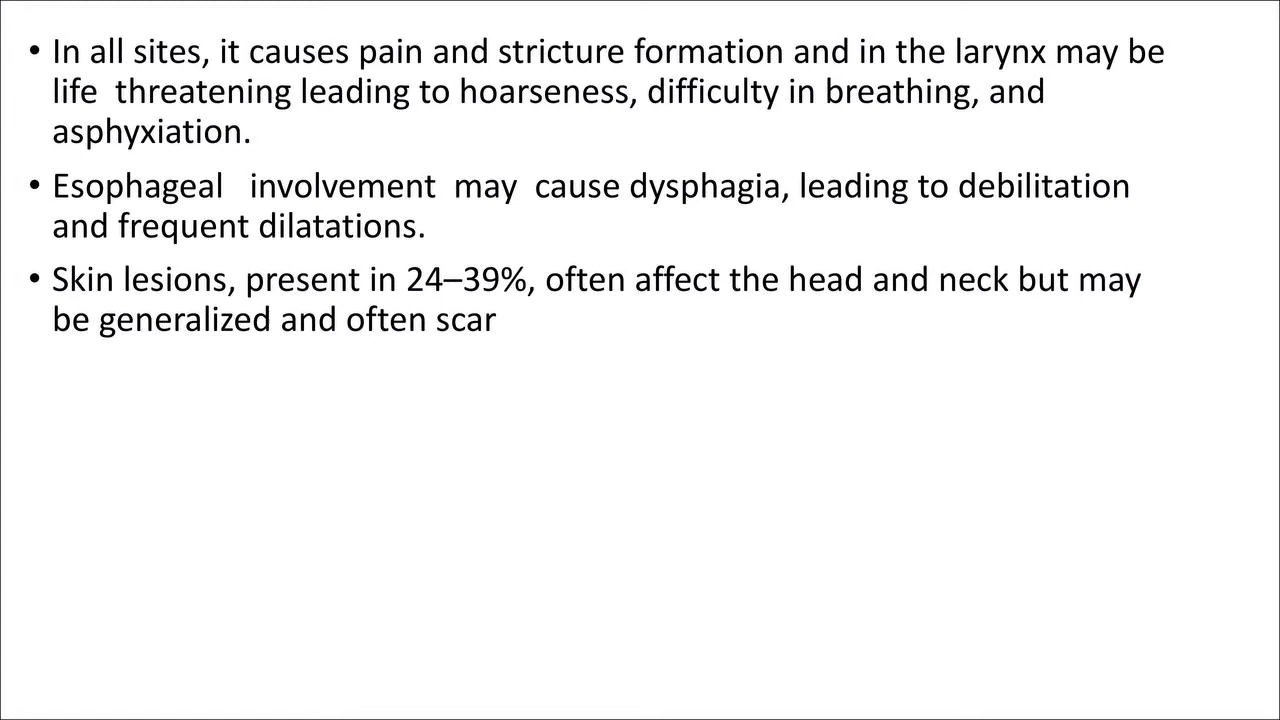 • In all sites, it causes pain and stricture formation and in the larynx may be
life  threatening leading to hoarseness, difficulty in breathing, and
asphyxiation.
• Esophageal   involvement  may  cause dysphagia, leading to debilitation
and frequent dilatations.
• Skin lesions, present in 24–39%, often affect the head and neck but may
be generalized and often scar